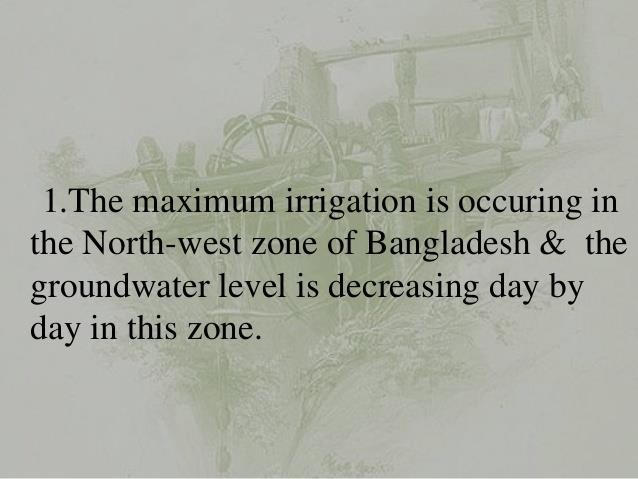 1.The maximum irrigation is occuring in
the North-west zone of Bangladesh & the
groundwater level is decreasing day by
day in this zone.